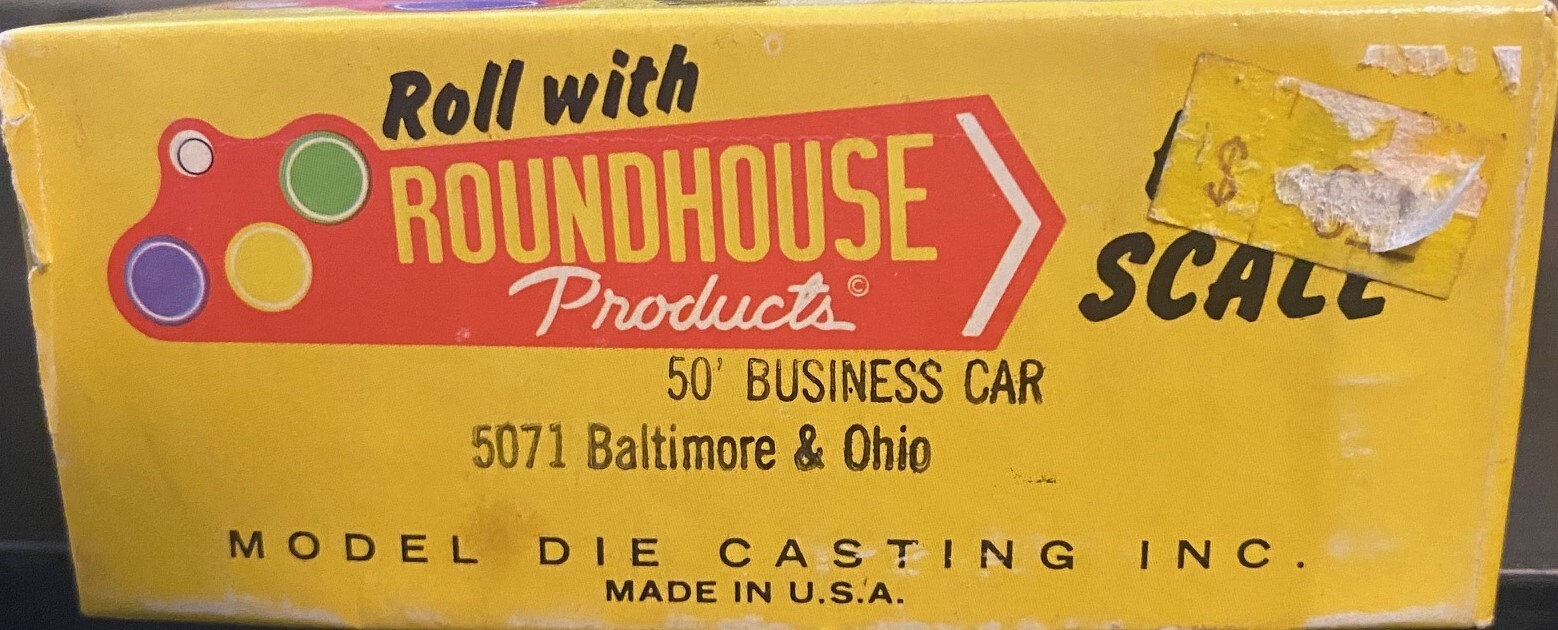 Roll with
ROUNDHOUSE
Products©
SCALE
50' BUSINESS CAR
5071 Baltimore & Ohio
MODEL DIE CASTING INC.
MADE IN U.S.A.